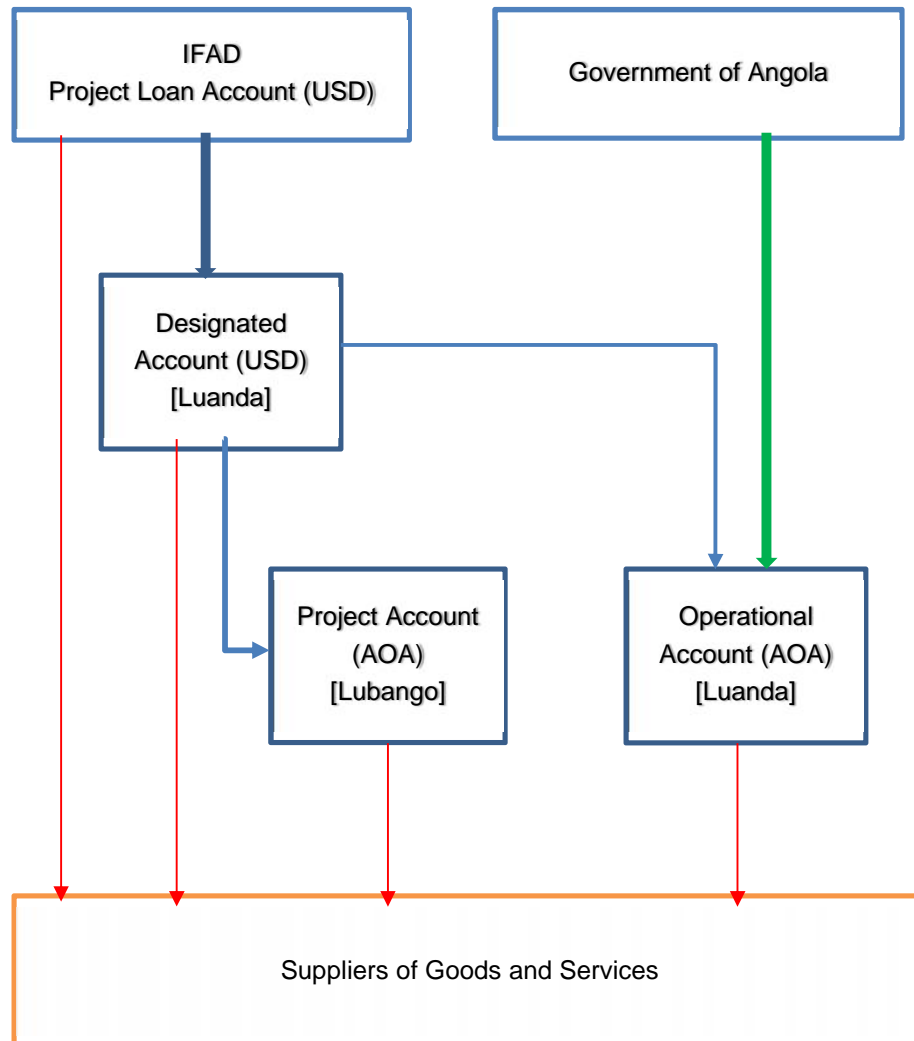 IFAD
Project Loan Account (USD)
Government of Angola
Designated
Account (USD)
[Luanda]
Project Account
(AOA)
[Lubango]
Operational
Account (AOA)
[Luanda]
Suppliers of Goods and Services